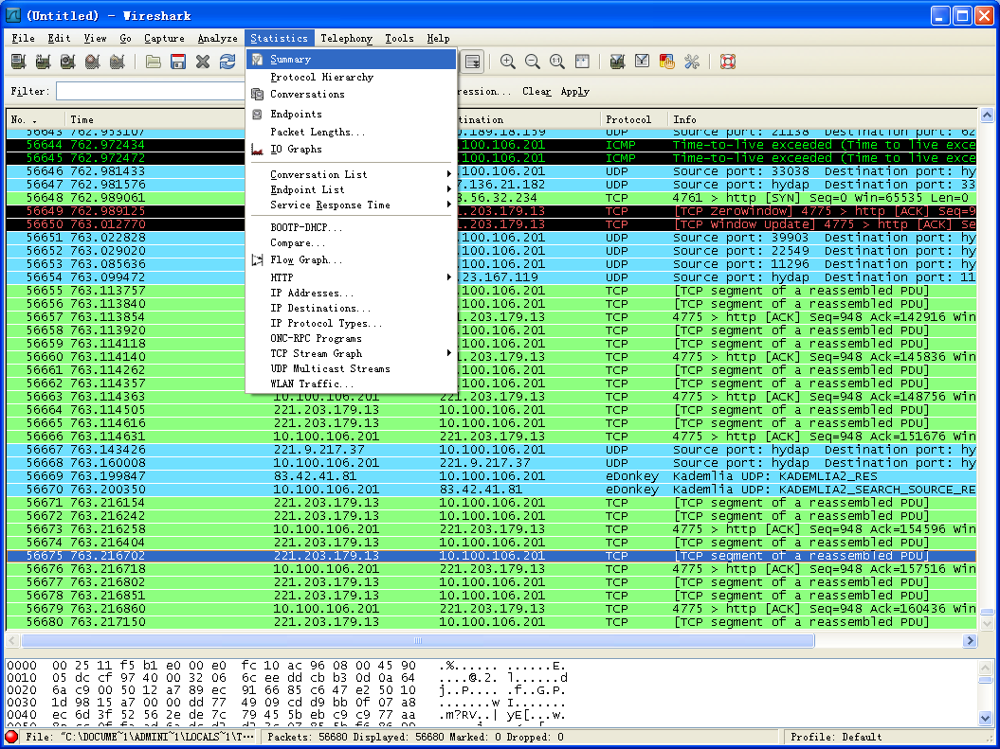 (Untitled) - Wireshark
File Edit View Go Capture Analyze Statistics Telephony Tools Help
Summary
Protocol Hierarchy
Conversations
Endpoints
Packet Lengths...
IO Graphs
Conversation List
Endpoint List
Service Response Time
BOOTP-DHCP...
Compare...
Flow Graph...
HTTP
IP Addresses...
IP Destinations...
IP Protocol Types...
ONC-RPC Programs
TCP Stream Graph
UDP Multicast Streams
WLAN Traffic...
Filter: ression... Clear Apply
No. . Time tination Protocol Info
56643 762.953107 .189.18.159 UDP Source port: 21138 Destination port: 62
56644 762.972434 .100.106.201 ICMP Time-to-live exceeded (Time to live exce
56645 762.972472 .100.106.201 ICMP Time-to-live exceeded (Time to live exce
56646 762.981433 .100.106.201 UDP Source port: 33038 Destination port: hy
56647 762.981576 7.136.21.182 UDP Source port: hydap Destination port: 33
56648 762.989061 3.56.32.234 TCP 4761 > http [SYN] Seq=0 Win=65535 Len=0
56649 762.989125 1.203.179.13 TCP [TCP ZeroWindow] 4775 > http [ACK] Seq=9
56650 763.012770 1.203.179.13 TCP [TCP Window Update] 4775 > http [ACK] Se
56651 763.022828 .100.106.201 UDP Source port: 39903 Destination port: hy
56652 763.029020 .100.106.201 UDP Source port: 22549 Destination port: hy
56653 763.085636 .100.106.201 UDP Source port: 11296 Destination port: hy
56654 763.099472 .23.167.119 UDP Source port: hydap Destination port: 11
56655 763.113757 .100.106.201 TCP [TCP segment of a reassembled PDU]
56656 763.113840 .100.106.201 TCP [TCP segment of a reassembled PDU]
56657 763.113854 1.203.179.13 TCP 4775 > http [ACK] Seq=948 Ack=142916 Win
56658 763.113920 .100.106.201 TCP [TCP segment of a reassembled PDU]
56659 763.114118 .100.106.201 TCP [TCP segment of a reassembled PDU]
56660 763.114140 1.203.179.13 TCP 4775 > http [ACK] Seq=948 Ack=145836 Win
56661 763.114262 .100.106.201 TCP [TCP segment of a reassembled PDU]
56662 763.114357 .100.106.201 TCP [TCP segment of a reassembled PDU]
56663 763.114363 10.100.106.201 221.203.179.13 TCP 4775 > http [ACK] Seq=948 Ack=148756 Win
56664 763.114505 221.203.179.13 10.100.106.201 TCP [TCP segment of a reassembled PDU]
56665 763.114616 221.203.179.13 10.100.106.201 TCP [TCP segment of a reassembled PDU]
56666 763.114631 10.100.106.201 221.203.179.13 TCP 4775 > http [ACK] Seq=948 Ack=151676 Win
56667 763.143426 221.9.217.37 10.100.106.201 UDP Source port: hydap Destination port: hy
56668 763.160008 10.100.106.201 221.9.217.37 UDP Source port: hydap Destination port: hy
56669 763.199847 83.42.41.81 10.100.106.201 eDonkey Kademlia UDP: KADEMLIA2_RES
56670 763.200350 10.100.106.201 83.42.41.81 eDonkey Kademlia UDP: KADEMLIA2_SEARCH_SOURCE_RE
56671 763.216154 221.203.179.13 10.100.106.201 TCP [TCP segment of a reassembled PDU]
56672 763.216242 221.203.179.13 10.100.106.201 TCP [TCP segment of a reassembled PDU]
56673 763.216258 10.100.106.201 221.203.179.13 TCP 4775 > http [ACK] Seq=948 Ack=154596 Win
56674 763.216404 221.203.179.13 10.100.106.201 TCP [TCP segment of a reassembled PDU]
56675 763.216702 221.203.179.13 10.100.106.201 TCP [TCP segment of a reassembled PDU]
56676 763.216718 10.100.106.201 221.203.179.13 TCP 4775 > http [ACK] Seq=948 Ack=157516 Win
56677 763.216802 221.203.179.13 10.100.106.201 TCP [TCP segment of a reassembled PDU]
56678 763.216851 221.203.179.13 10.100.106.201 TCP [TCP segment of a reassembled PDU]
56679 763.216860 10.100.106.201 221.203.179.13 TCP 4775 > http [ACK] Seq=948 Ack=160436 Win
56680 763.217150 221.203.179.13 10.100.106.201 TCP [TCP segment of a reassembled PDU]
0000 00 25 11 f5 b1 e0 00 e0 fc 10 ac 96 08 00 45 90 .%...... ......E.
0010 05 dc cf 97 40 00 32 06 6c ee dd cb b3 0d 0a 64 ....@.2. l......d
0020 6a c9 00 50 12 a7 89 ec 91 66 85 c6 47 e2 50 10 j..P.... .f..G.P.
0030 1d 98 15 a7 00 00 dd 77 49 09 cd d9 bb 0f 07 a8 .......w I.......
0040 ec 6d 3f 52 56 2e de 7c 79 45 5b eb c9 c9 77 aa .m?RV..| yE[...w.
File: "C:\DOCUME~1\ADMINI~1\LOCALS~1\T... Packets: 56680 Displayed: 56680 Marked: 0 Dropped: 0 Profile: Default